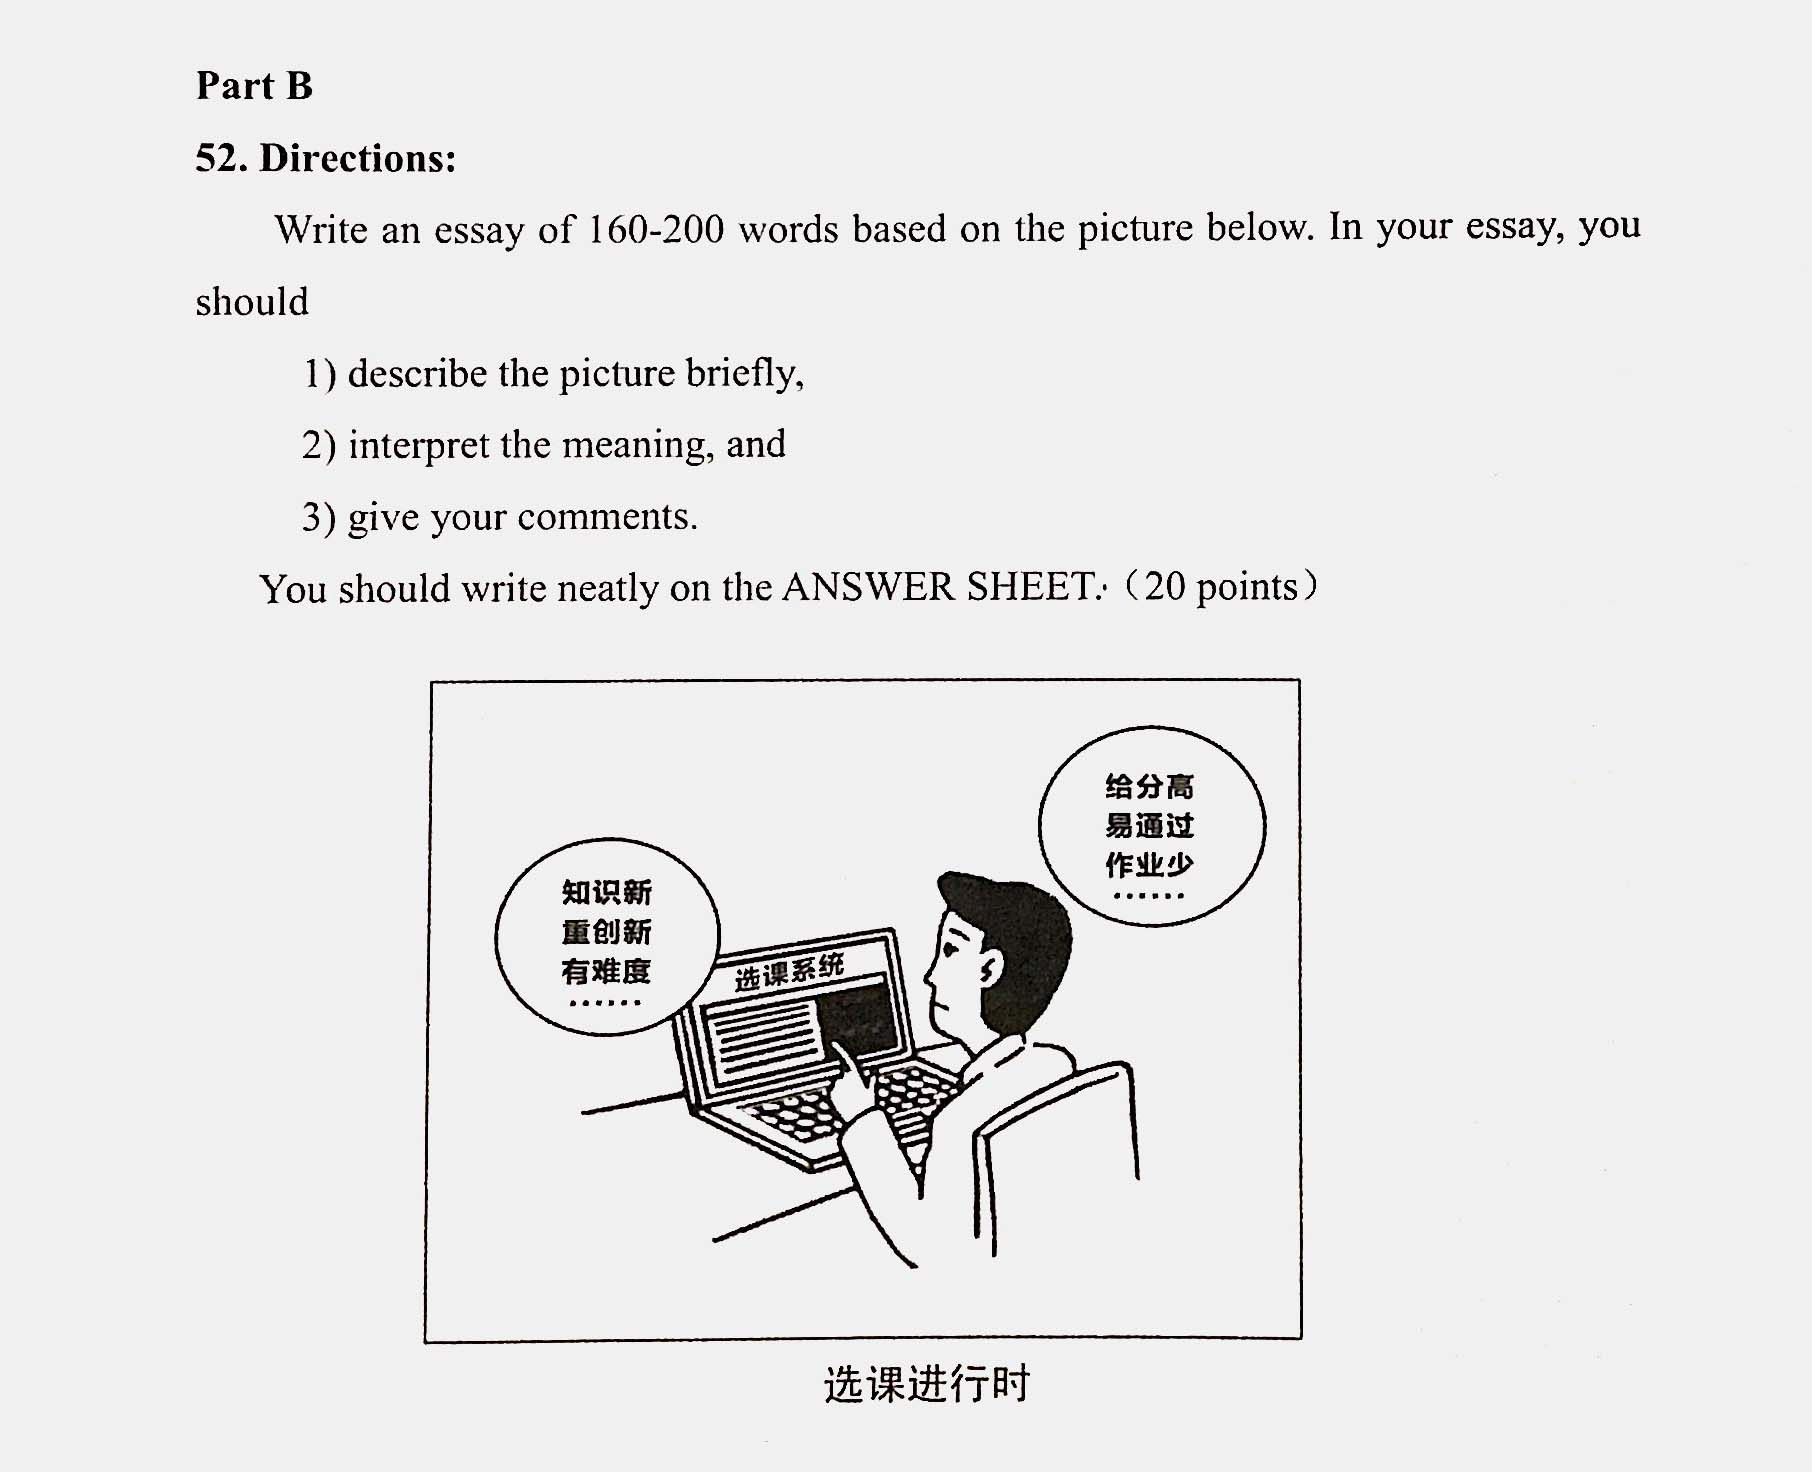 Part B
52. Directions:
Write an essay of 160-200 words based on the picture below. In your essay, you
should
1) describe the picture briefly,
2) interpret the meaning, and
3) give your comments.
You should write neatly on the ANSWER SHEET.（20 points）
给分高
易通过
作业少
······
知识新
重创新
有难度
······
选课系统
选课进行时